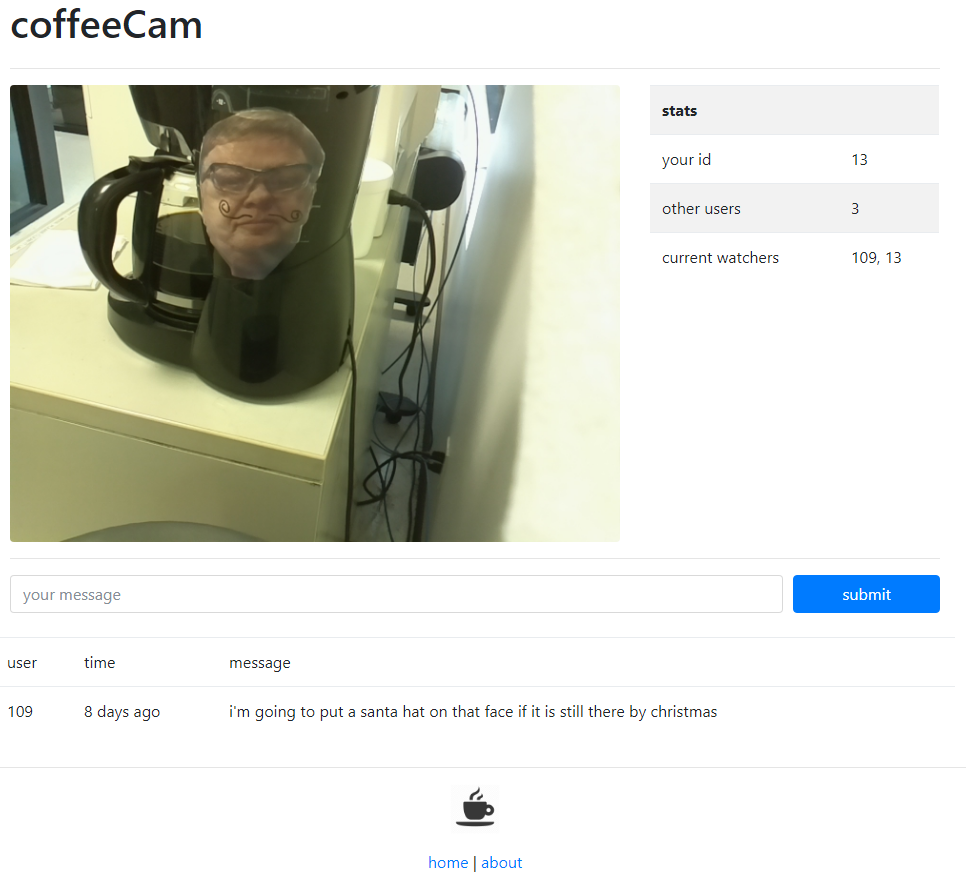 coffeeCam
stats
your id 13
other users 3
current watchers 109, 13
your message submit
user time message
109 8 days ago i'm going to put a santa hat on that face if it is still there by christmas
home | about